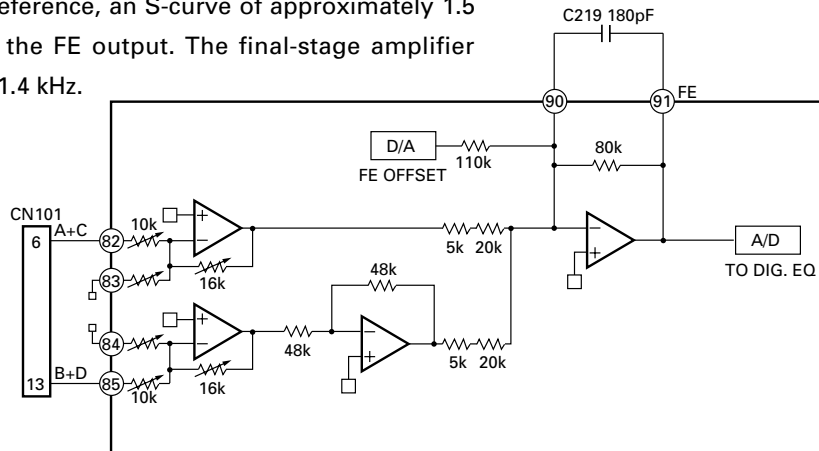 eference, an S-curve of approximately 1.5
the FE output. The final-stage amplifier
1.4 kHz.
C219 180pF
90
91
FE
D/A
110k
80k
FE OFFSET
CN101
6
A+C
82
10k
5k 20k
A/D
TO DIG. EQ
83
16k
48k
84
48k
5k 20k
13
B+D
85
10k
16k
+
−
+
−
−
+
−
+